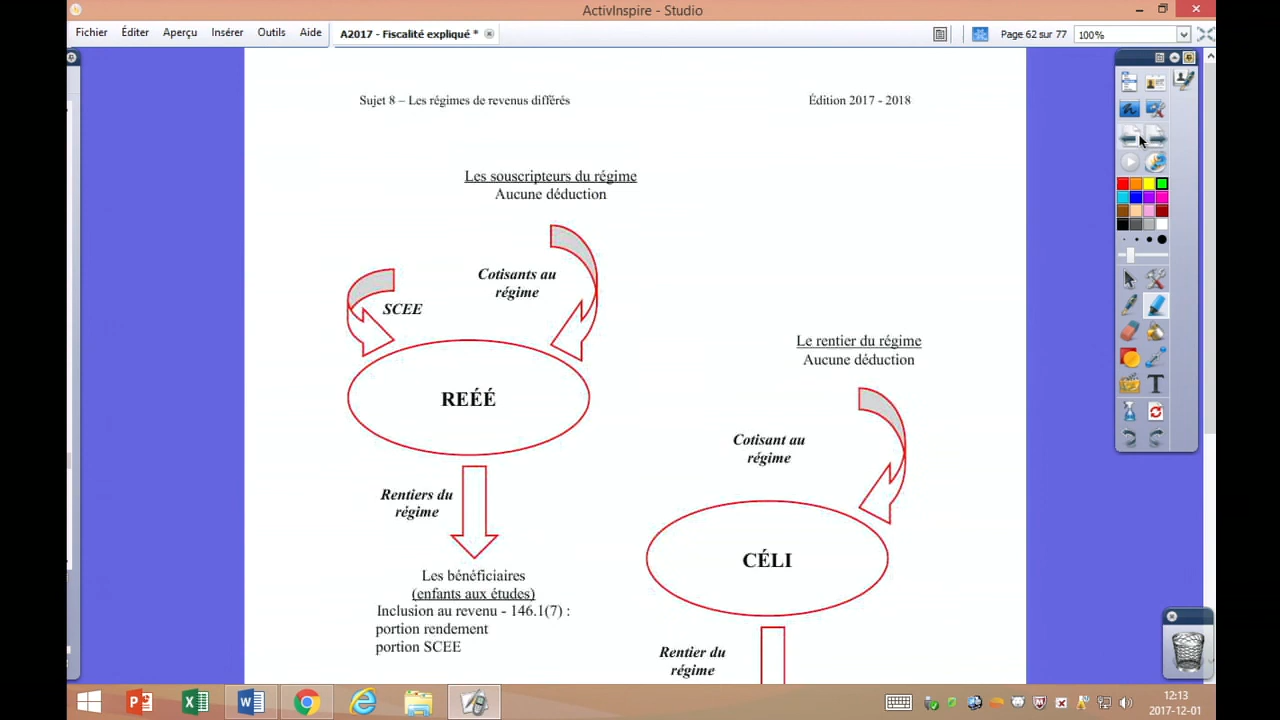 ActivInspire - Studio
Fichier Éditer Aperçu Insérer Outils Aide
A2017 - Fiscalité expliqué *
Page 62 sur 77
100%
Sujet 8 – Les régimes de revenus différés
Édition 2017 - 2018
Les souscripteurs du régime
Aucune déduction
Cotisants au
régime
SCEE
REÉÉ
Rentiers du
régime
Les bénéficiaires
(enfants aux études)
Inclusion au revenu - 146.1(7) :
portion rendement
portion SCEE
Le rentier du régime
Aucune déduction
Cotisant au
régime
CÉLI
Rentier du
régime
12:13
2017-12-01